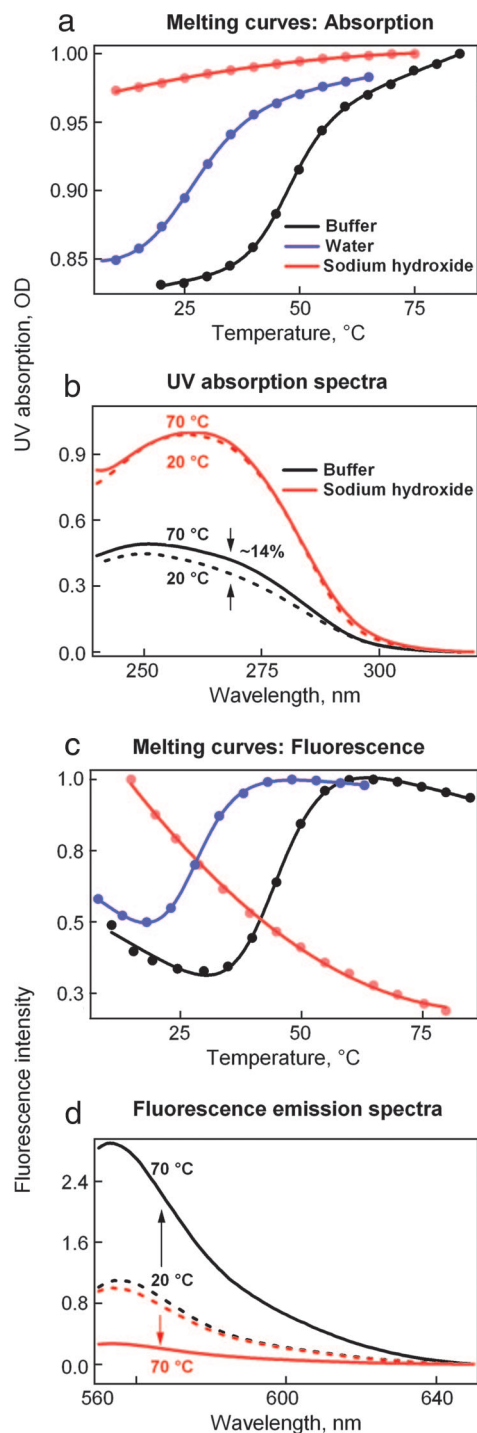 a
Melting curves: Absorption
1.00
0.95
0.90
0.85
Buffer
Water
Sodium hydroxide
25
50
75
Temperature, °C
UV absorption, OD
b
UV absorption spectra
70 °C
20 °C
Buffer
Sodium hydroxide
0.9
0.6
0.3
0.0
70 °C
~14%
20 °C
250
275
300
Wavelength, nm
c
Melting curves: Fluorescence
1.0
0.8
0.5
0.3
25
50
75
Temperature, °C
Fluorescence intensity
d
Fluorescence emission spectra
70 °C
2.4
1.6
0.8
0.0
20 °C
70 °C
560
600
640
Wavelength, nm